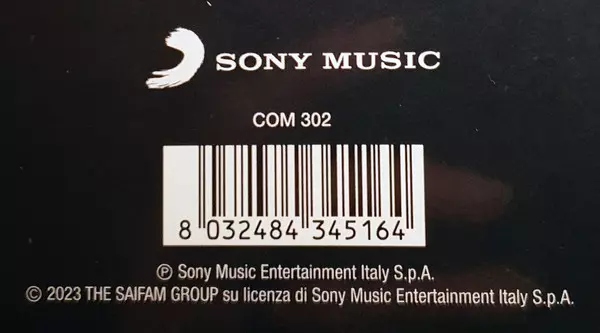 SONY MUSIC
COM 302
8 032484 345164
℗ Sony Music Entertainment Italy S.p.A.
© 2023 THE SAIFAM GROUP su licenza di Sony Music Entertainment Italy S.p.A.